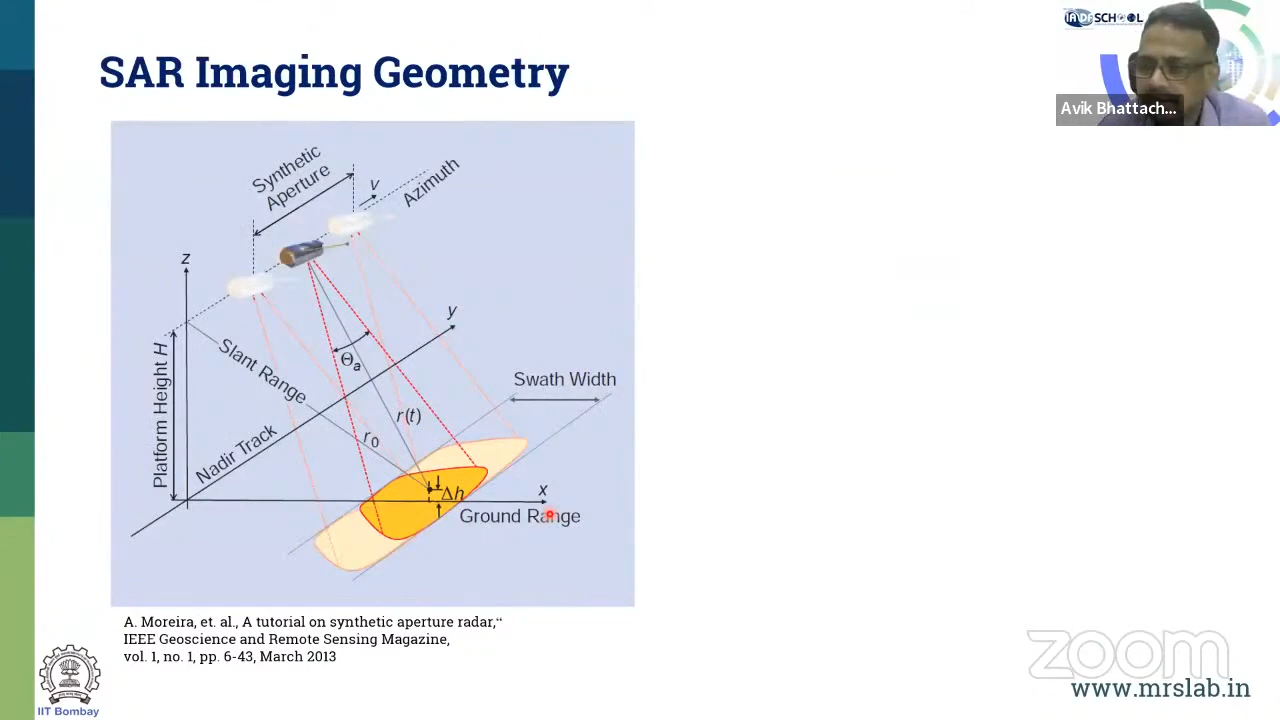 SAR Imaging Geometry
IADF SCHOOL
Avik Bhattach...
Synthetic
Aperture
v
Azimuth
z
y
Slant Range
Θa
Swath Width
Platform Height H
r(t)
r0
Nadir Track
Δh
x
Ground Range
A. Moreira, et. al., A tutorial on synthetic aperture radar,“
IEEE Geoscience and Remote Sensing Magazine,
vol. 1, no. 1, pp. 6-43, March 2013
IIT Bombay
zoom
www.mrslab.in